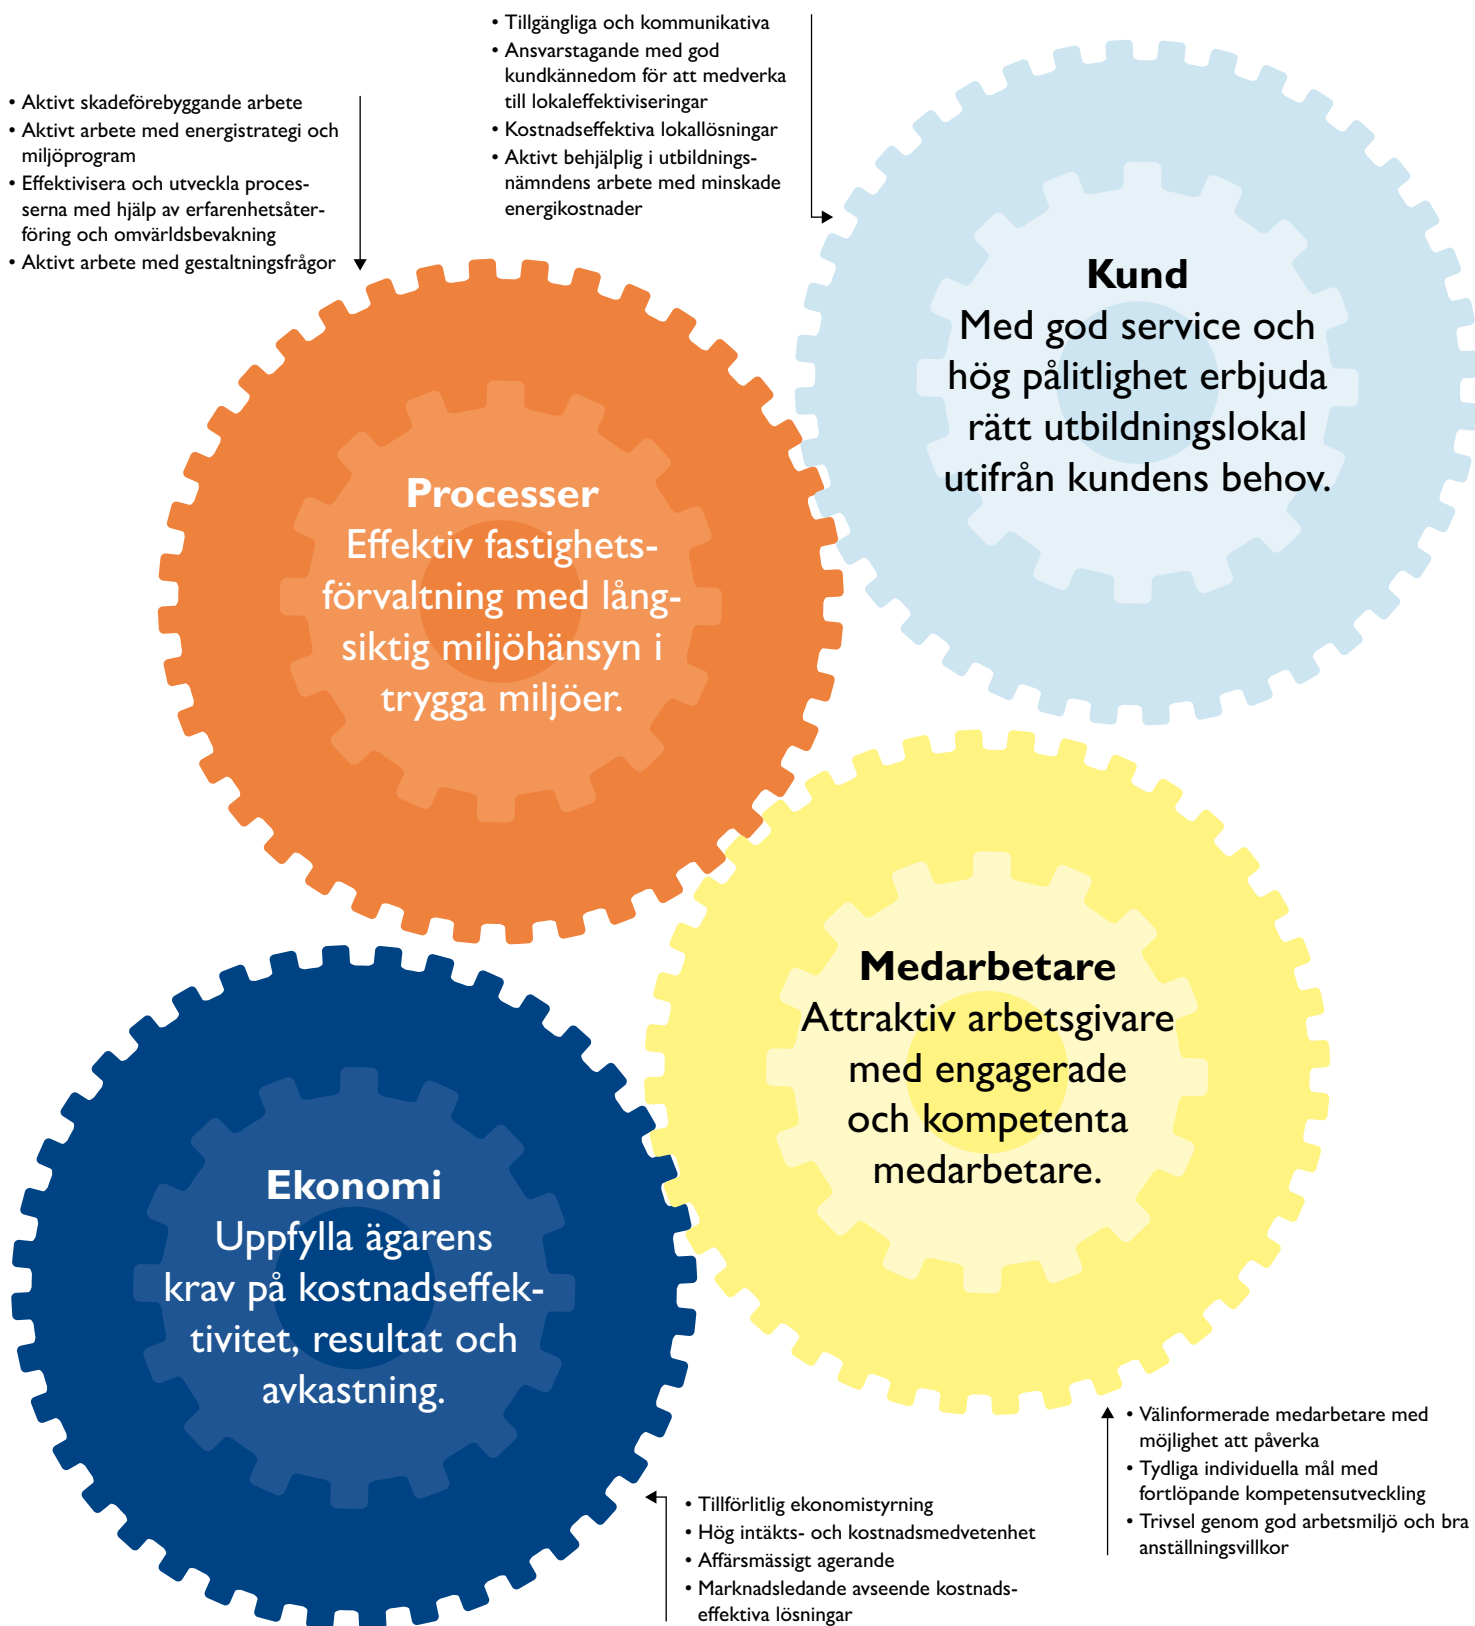 • Tillgängliga och kommunikativa
• Ansvarstagande med god
kundkännedom för att medverka
till lokaleffektiviseringar
• Kostnadseffektiva lokallösningar
• Aktivt behjälplig i utbildnings-
nämndens arbete med minskade
energikostnader
• Aktivt skadeförebyggande arbete
• Aktivt arbete med energistrategi och
miljöprogram
• Effektivisera och utveckla proces-
serna med hjälp av erfarenhetsåter-
föring och omvärldsbevakning
• Aktivt arbete med gestaltningsfrågor
Kund
Med god service och
hög pålitlighet erbjuda
rätt utbildningslokal
utifrån kundens behov.
Processer
Effektiv fastighets-
förvaltning med lång-
siktig miljöhänsyn i
trygga miljöer.
Medarbetare
Attraktiv arbetsgivare
med engagerade
och kompetenta
medarbetare.
Ekonomi
Uppfylla ägarens
krav på kostnadseffek-
tivitet, resultat och
avkastning.
• Välinformerade medarbetare med
möjlighet att påverka
• Tydliga individuella mål med
fortlöpande kompetensutveckling
• Trivsel genom god arbetsmiljö och bra
anställningsvillkor
• Tillförlitlig ekonomistyrning
• Hög intäkts- och kostnadsmedvetenhet
• Affärsmässigt agerande
• Marknadsledande avseende kostnads-
effektiva lösningar